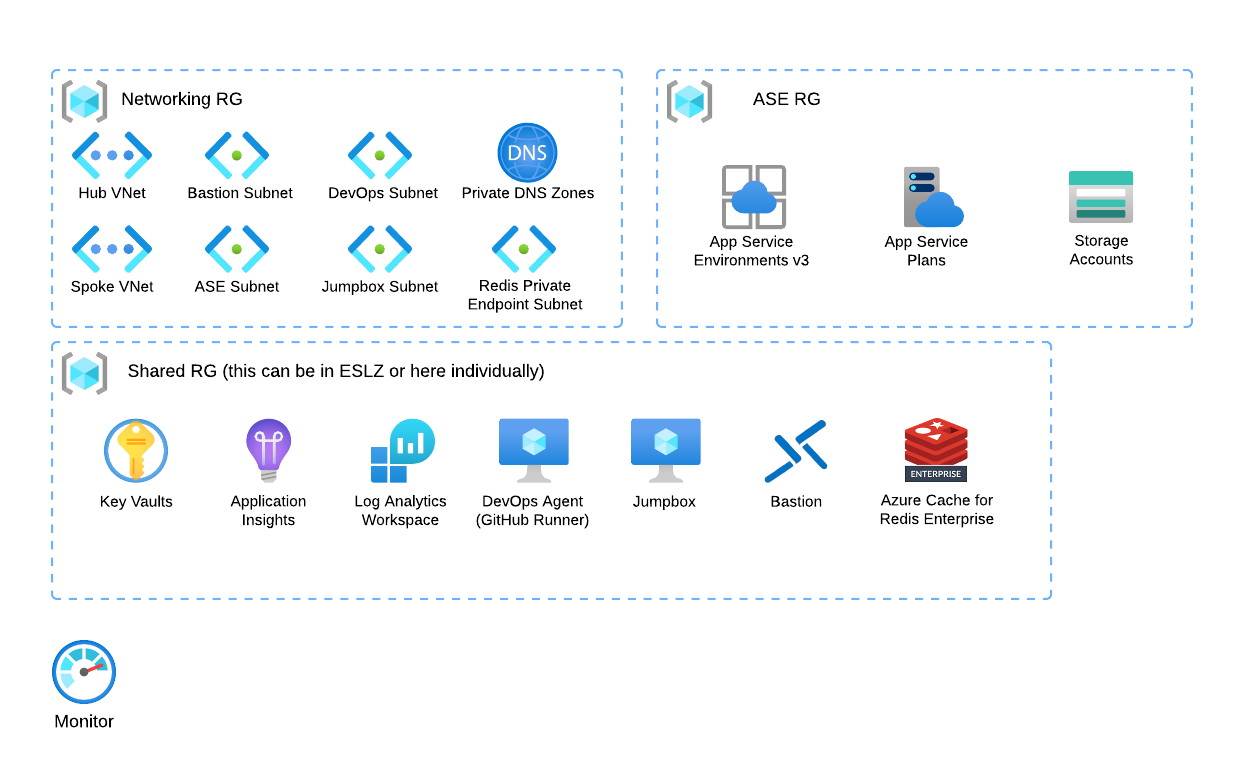 Networking RG
DNS
Hub VNet
Bastion Subnet
DevOps Subnet
Private DNS Zones
Spoke VNet
ASE Subnet
Jumpbox Subnet
Redis Private
Endpoint Subnet
ASE RG
App Service
Environments v3
App Service
Plans
Storage
Accounts
Shared RG (this can be in ESLZ or here individually)
Key Vaults
Application
Insights
Log Analytics
Workspace
DevOps Agent
(GitHub Runner)
Jumpbox
Bastion
ENTERPRISE
Azure Cache for
Redis Enterprise
Monitor